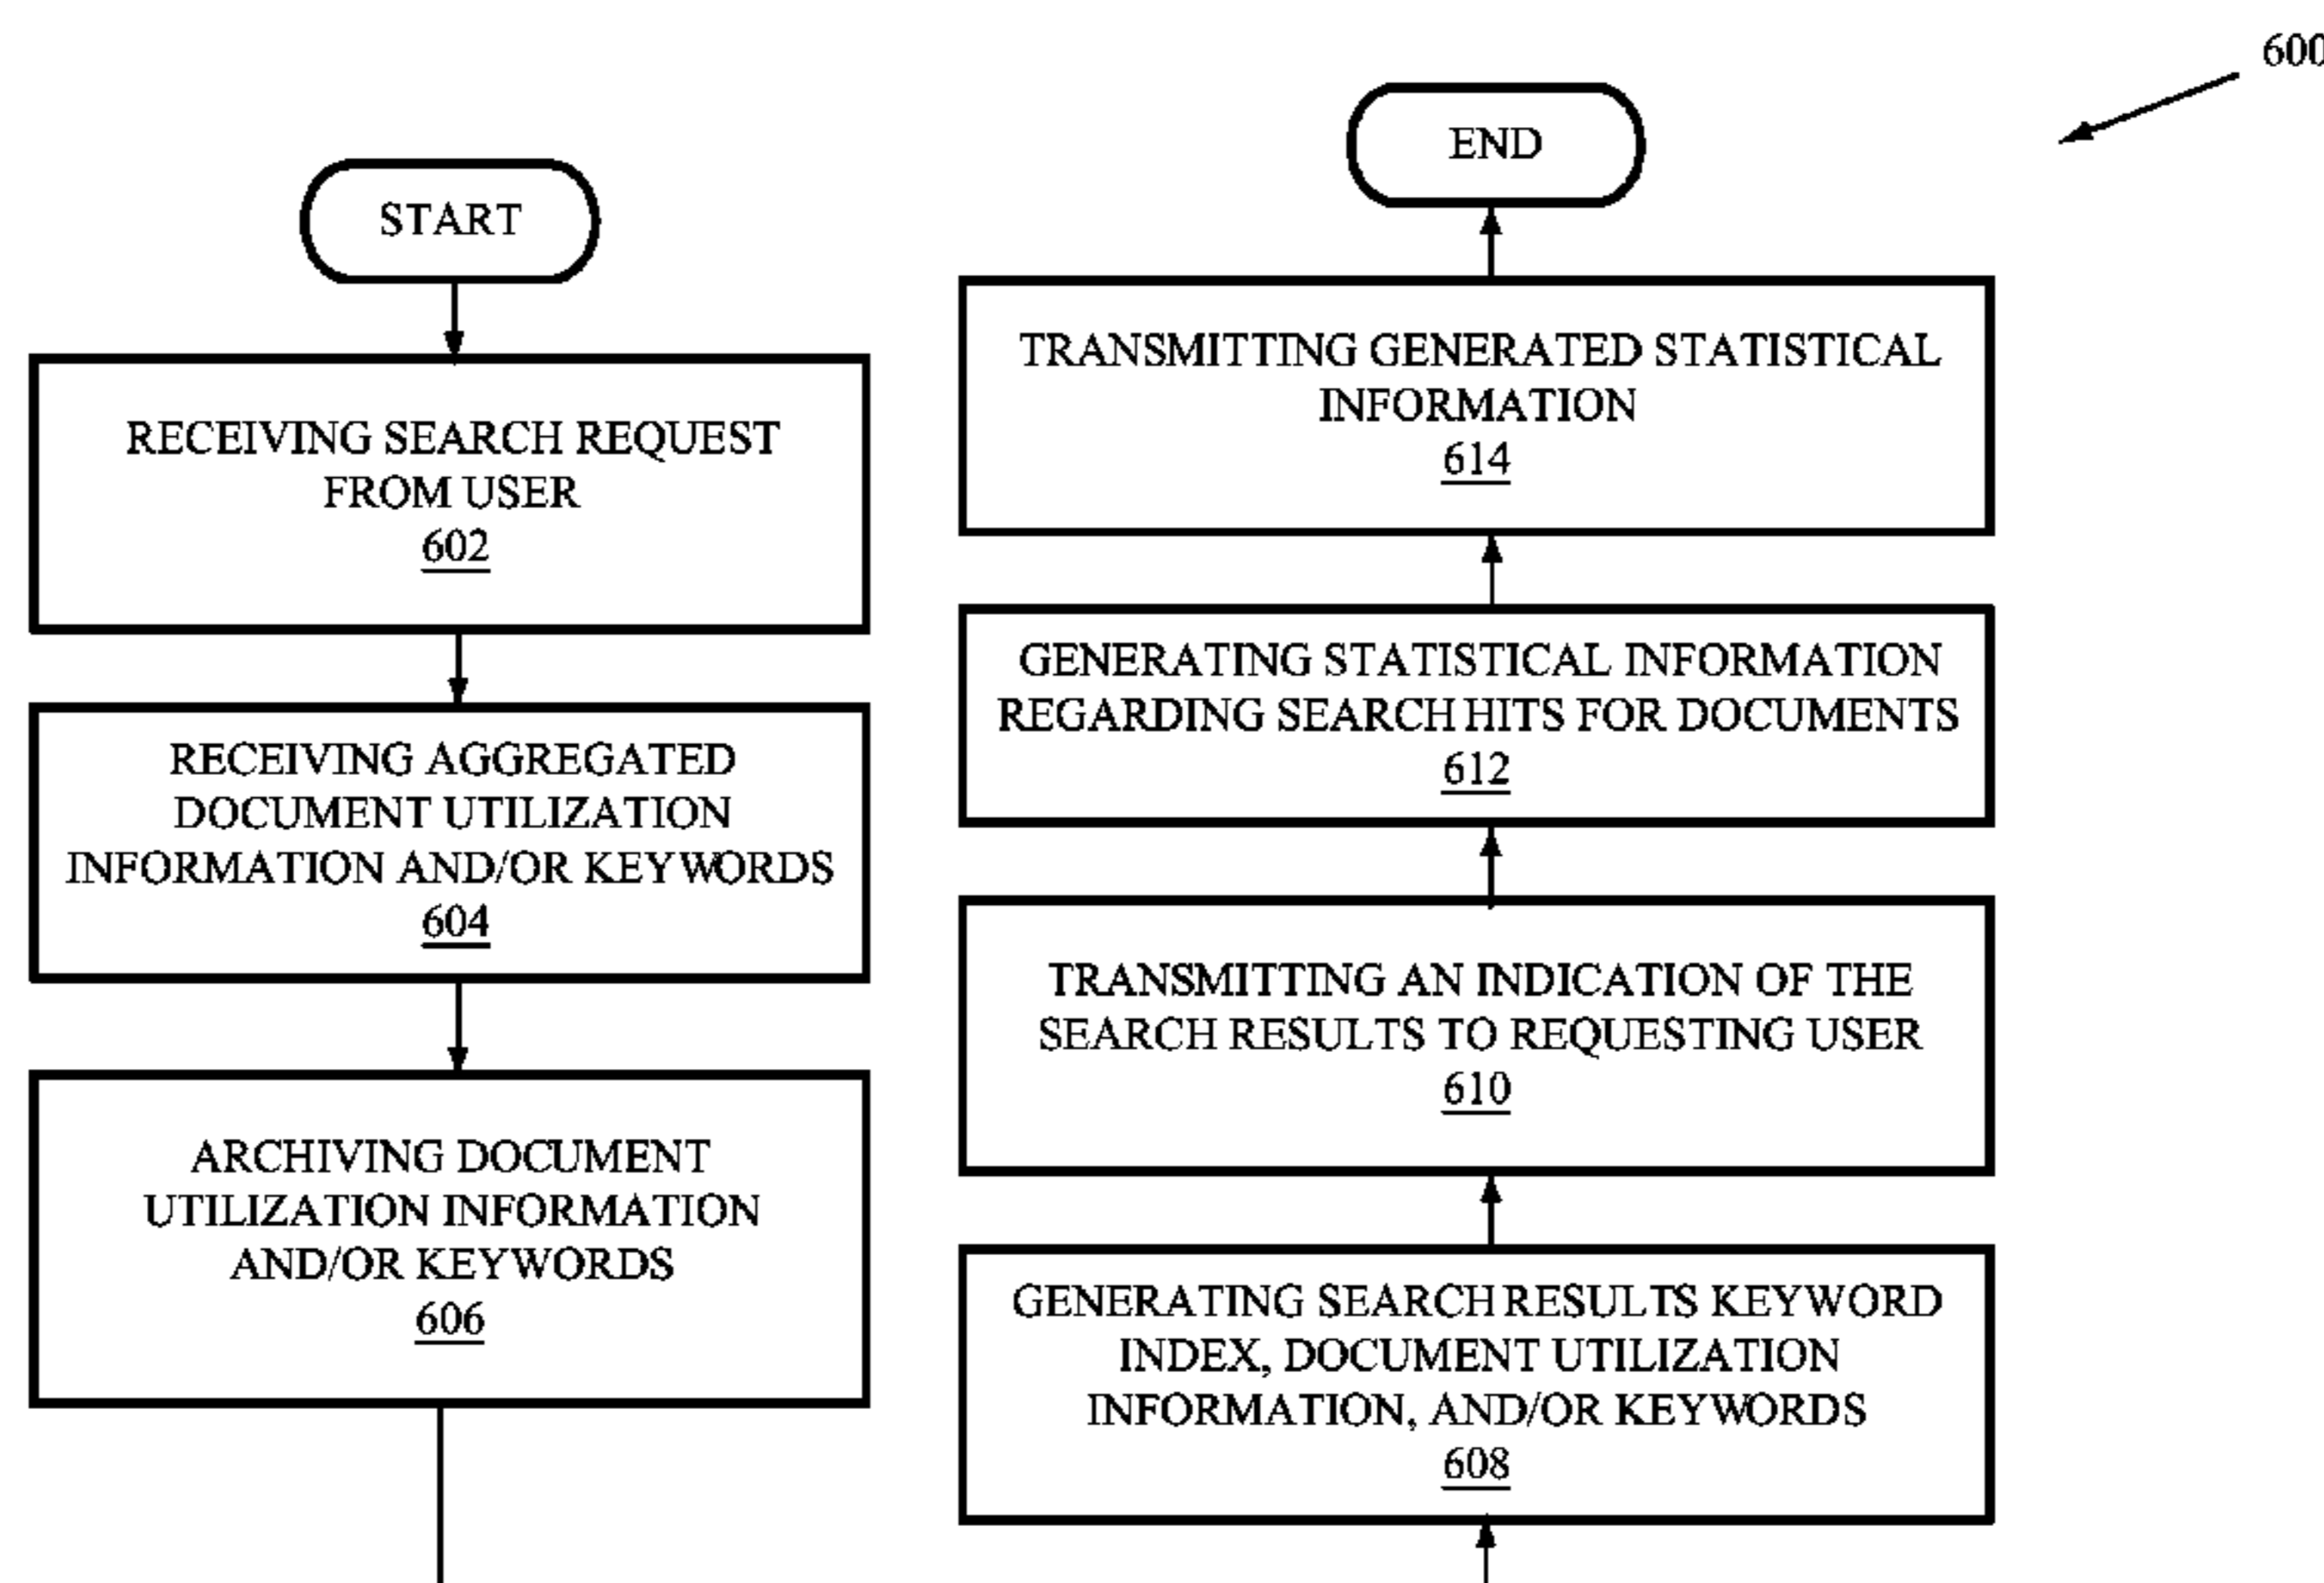 600
START
RECEIVING SEARCH REQUEST
FROM USER
602
RECEIVING AGGREGATED
DOCUMENT UTILIZATION
INFORMATION AND/OR KEYWORDS
604
ARCHIVING DOCUMENT
UTILIZATION INFORMATION
AND/OR KEYWORDS
606
END
TRANSMITTING GENERATED STATISTICAL
INFORMATION
614
GENERATING STATISTICAL INFORMATION
REGARDING SEARCH HITS FOR DOCUMENTS
612
TRANSMITTING AN INDICATION OF THE
SEARCH RESULTS TO REQUESTING USER
610
GENERATING SEARCH RESULTS KEYWORD
INDEX, DOCUMENT UTILIZATION
INFORMATION, AND/OR KEYWORDS
608